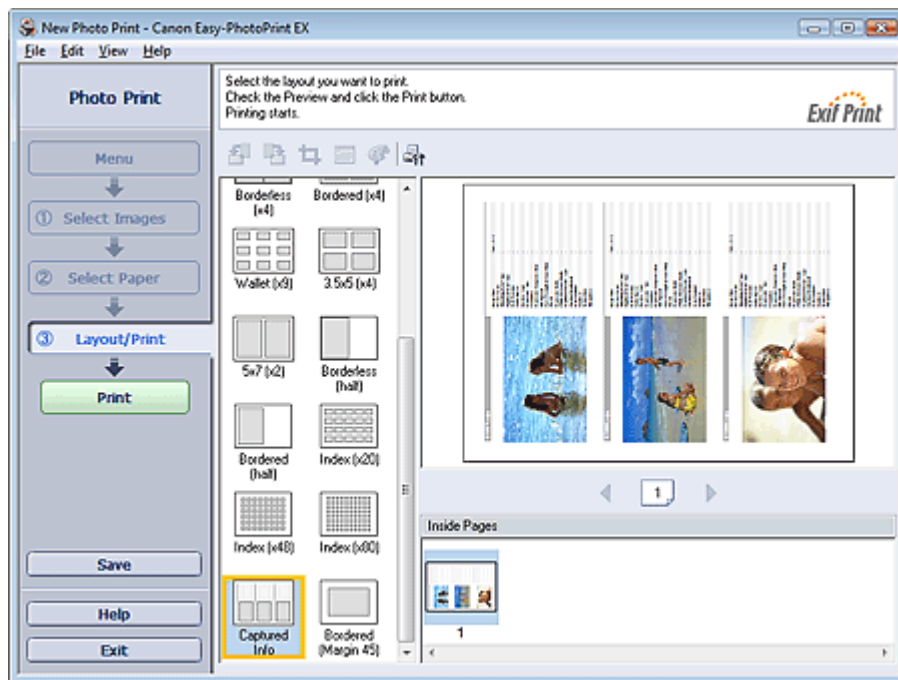 New Photo Print - Canon Easy-PhotoPrint EX
File Edit View Help
Photo Print
Menu
① Select Images
② Select Paper
③ Layout/Print
Print
Save
Help
Exit
Select the layout you want to print.
Check the Preview and click the Print button.
Printing starts.
Exif Print
Borderless
(x4)
Bordered (x4)
Wallet (x9)
3.5x5 (x4)
5x7 (x2)
Borderless
(half)
Bordered
(half)
Index (x20)
Index (x48)
Index (x80)
Captured
Info
Bordered
(Margin 45)
1
Inside Pages
1